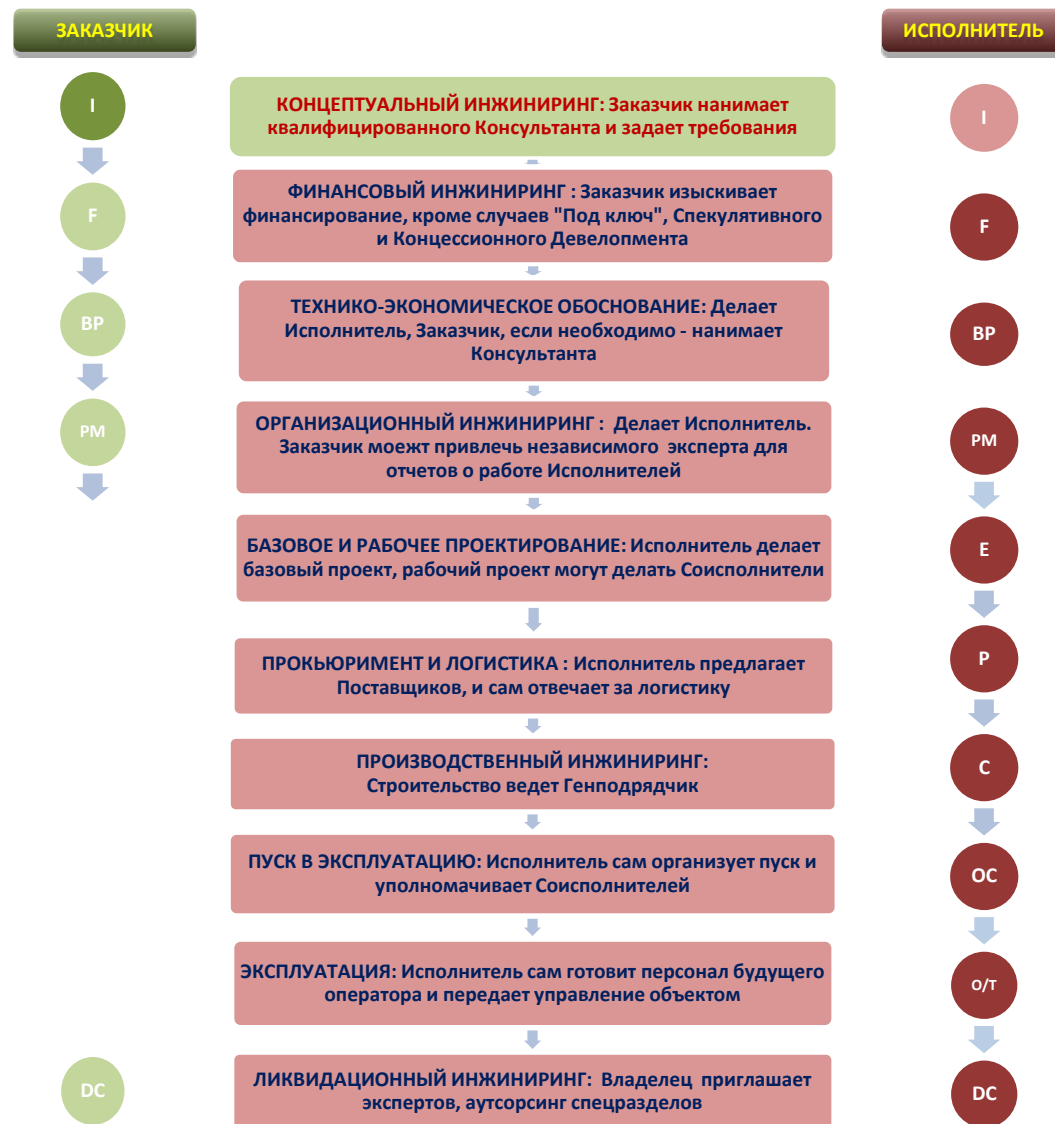 ЗАКАЗЧИК
ИСПОЛНИТЕЛЬ
I
КОНЦЕПТУАЛЬНЫЙ ИНЖИНИРИНГ: Заказчик нанимает
квалифицированного Консультанта и задает требования
I
F
ФИНАНСОВЫЙ ИНЖИНИРИНГ : Заказчик изыскивает
финансирование, кроме случаев "Под ключ", Спекулятивного
и Концессионного Девелопмента
F
BP
ТЕХНИКО-ЭКОНОМИЧЕСКОЕ ОБОСНОВАНИЕ: Делает
Исполнитель, Заказчик, если необходимо - нанимает
Консультанта
BP
PM
ОРГАНИЗАЦИОННЫЙ ИНЖИНИРИНГ : Делает Исполнитель.
Заказчик моежт привлечь независимого эксперта для
отчетов о работе Исполнителей
PM
БАЗОВОЕ И РАБОЧЕЕ ПРОЕКТИРОВАНИЕ: Исполнитель делает
базовый проект, рабочий проект могут делать Соисполнители
E
ПРОКЬЮРИМЕНТ И ЛОГИСТИКА : Исполнитель предлагает
Поставщиков, и сам отвечает за логистику
P
ПРОИЗВОДСТВЕННЫЙ ИНЖИНИРИНГ:
Строительство ведет Генподрядчик
C
ПУСК В ЭКСПЛУАТАЦИЮ: Исполнитель сам организует пуск и
уполномачивает Соисполнителей
OC
ЭКСПЛУАТАЦИЯ: Исполнитель сам готовит персонал будущего
оператора и передает управление объектом
O/T
DC
ЛИКВИДАЦИОННЫЙ ИНЖИНИРИНГ: Владелец приглашает
экспертов, аутсорсинг спецразделов
DC